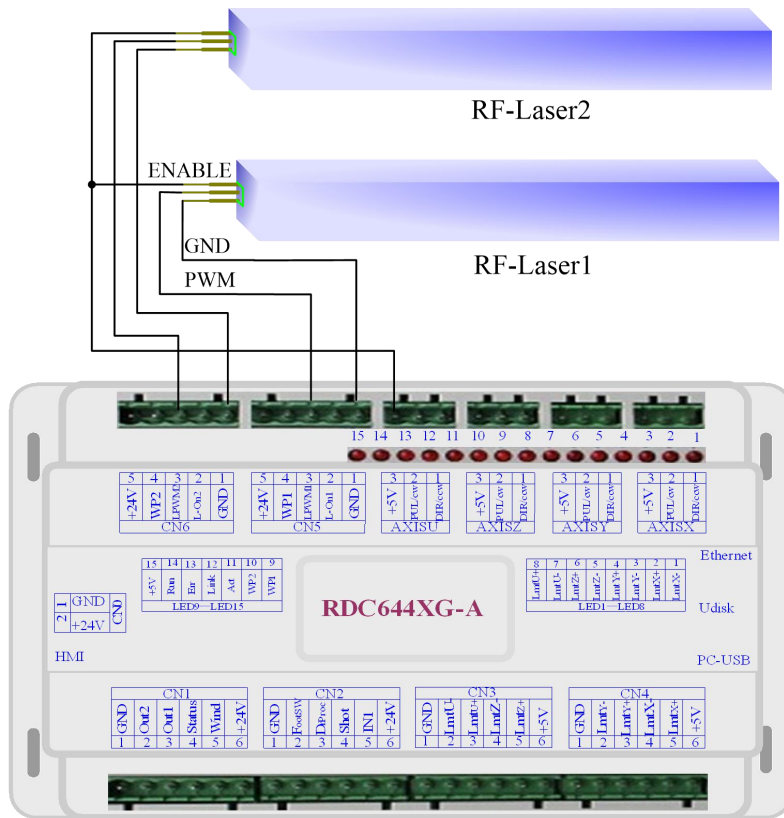 RF-Laser2
ENABLE
GND
RF-Laser1
PWM
15 14 13 12 11 10 9 8 7 6 5 4 3 2 1
5 4 3 2 1
+24V WP2 LPWM2 L-On2 GND
CN6
5 4 3 2 1
+24V WP1 LPWM1 L-On1 GND
CN5
3 2 1
+5V PUL/cw DIR/ccw
AXISU
3 2 1
+5V PUL/cw DIR/ccw
AXISZ
3 2 1
+5V PUL/cw DIR/ccw
AXISY
3 2 1
+5V PUL/cw DIR/ccw
AXISX
Ethernet
15 14 13 12 11 10 9
+5V Run Err Link Act WP2 WP1
LED9—LED15
8 7 6 5 4 3 2 1
LmtU+ LmtU- LmtZ+ LmtZ- LmtY+ LmtY- LmtX+ LmtX-
LED1—LED8
1 GND
2 +24V
CND
RDC644XG-A
Udisk
HMI
PC-USB
CN1
GND Out2 Out1 Status Wind +24V
1 2 3 4 5 6
CN2
GND FootSW DrProc Shot IN1 +24V
1 2 3 4 5 6
CN3
GND LmtU- LmtU+ LmtZ- LmtZ+ +5V
1 2 3 4 5 6
CN4
GND LmtY- LmtY+ LmtX- LmtX+ +5V
1 2 3 4 5 6